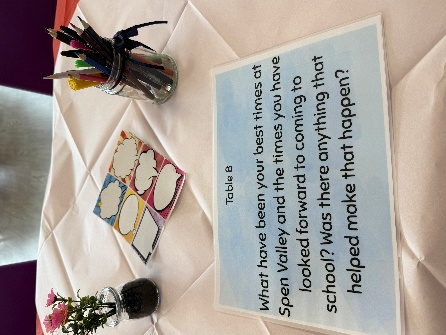 Table B
What have been your best times at
Spen Valley and the times you have
looked forward to coming to
school? Was there anything that
helped make that happen?